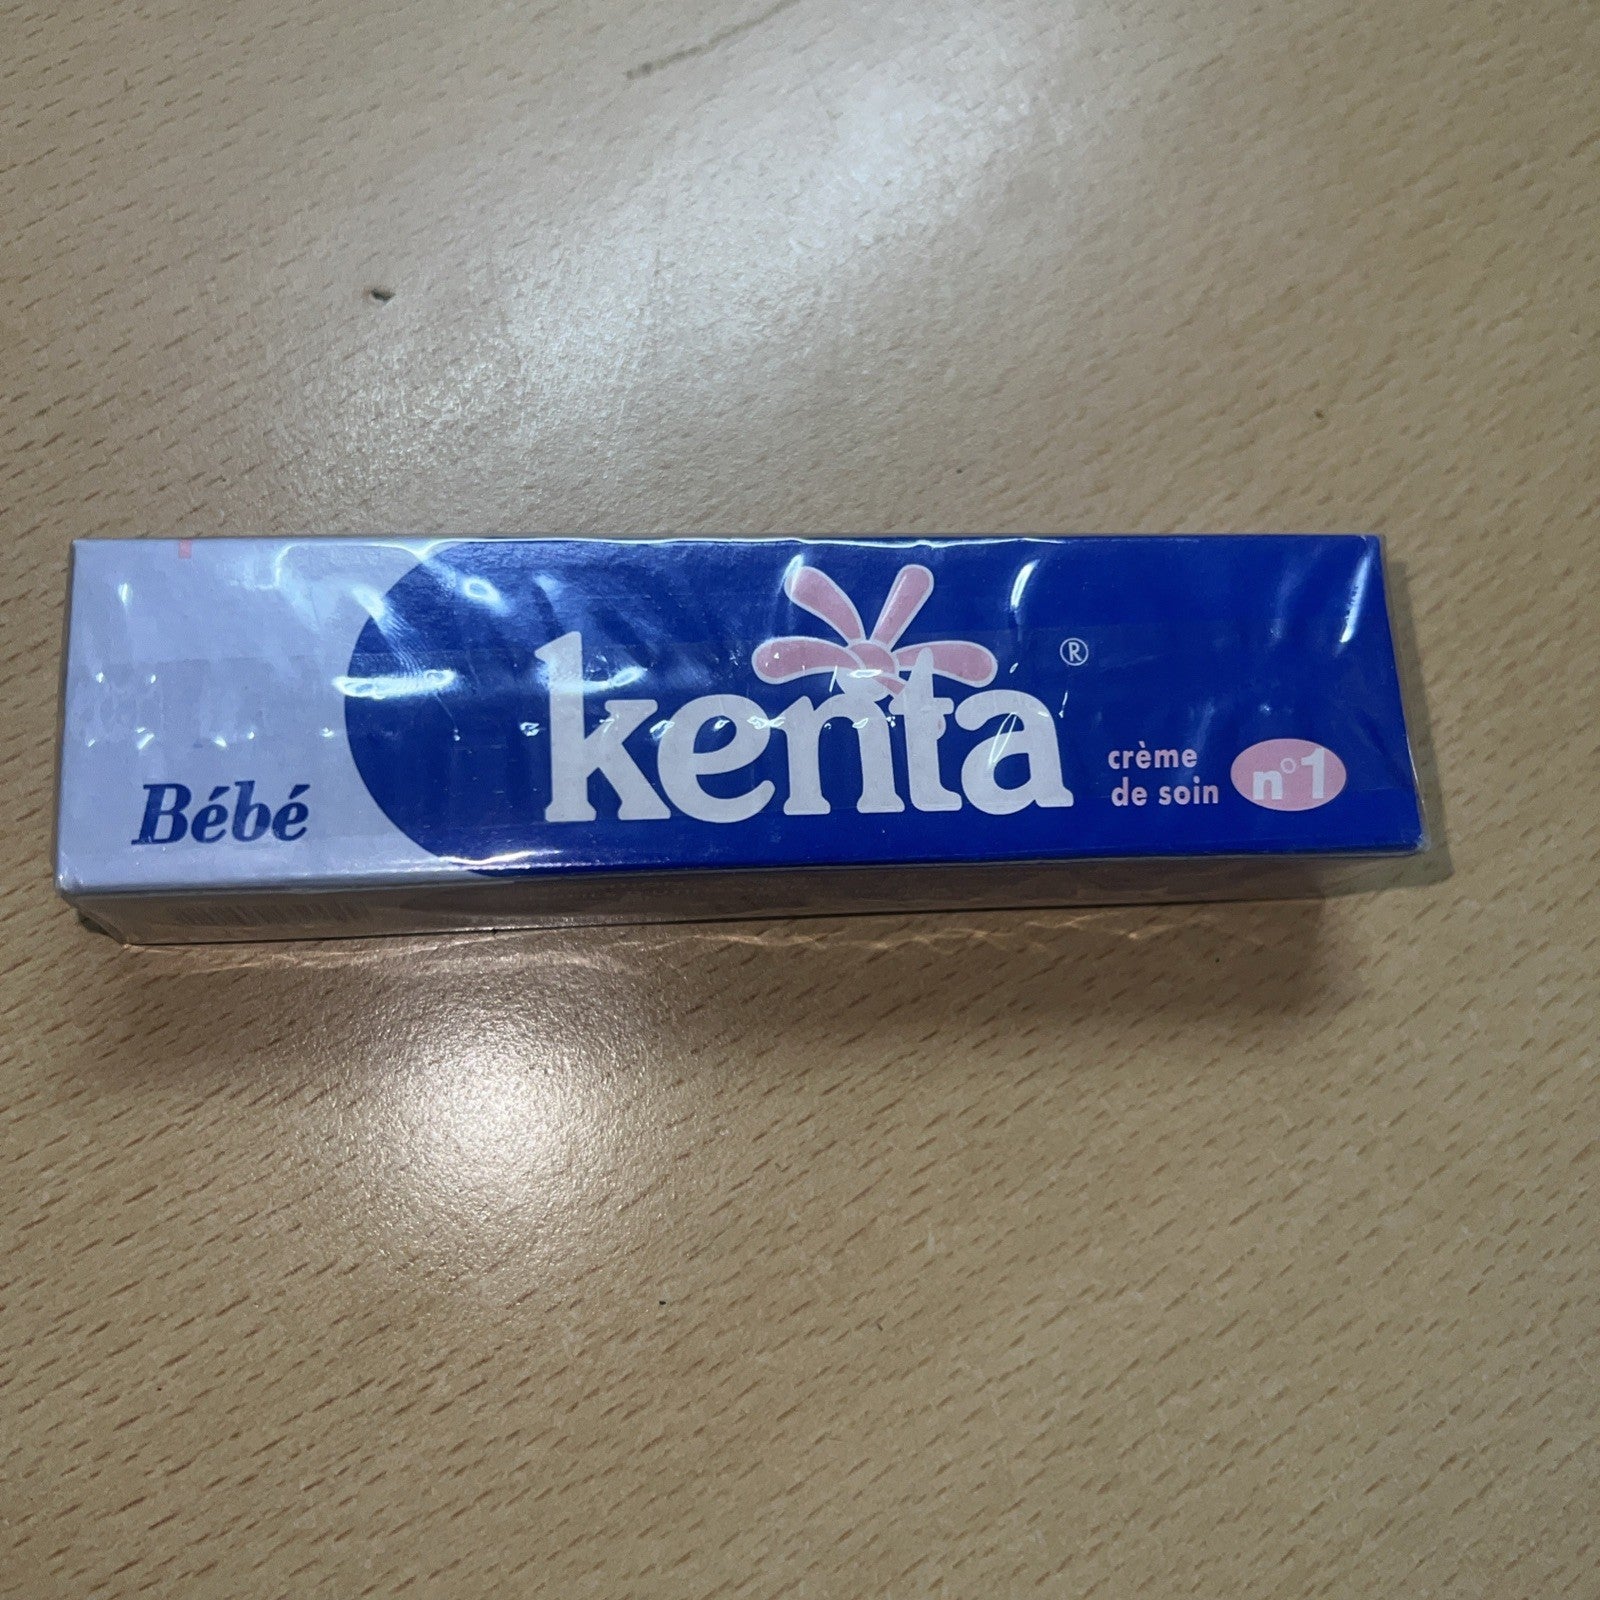 Bébé
kenta®
crème
de soin
n°1